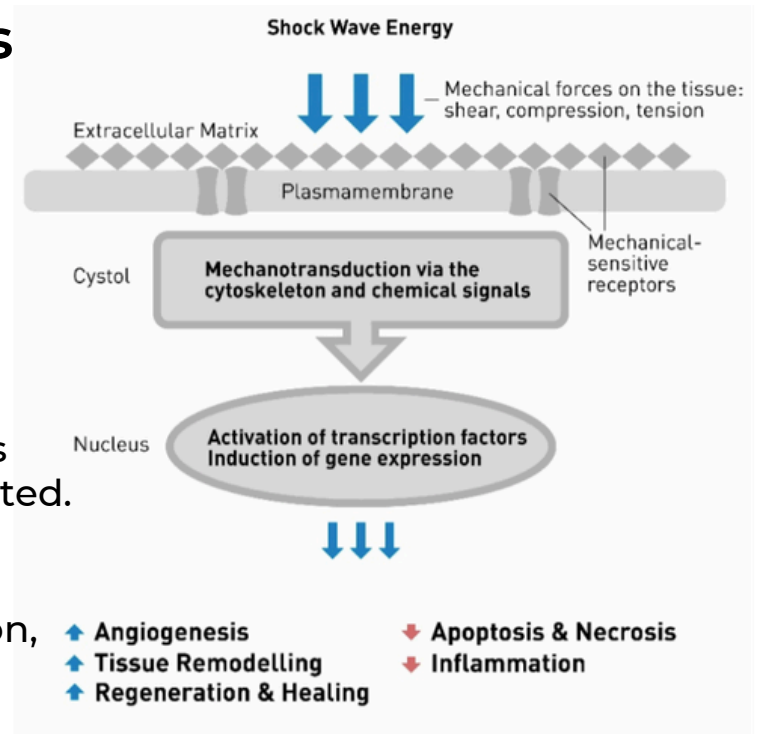 s
Shock Wave Energy
Mechanical forces on the tissue:
shear, compression, tension
Extracellular Matrix
Plasmamembrane
Mechanical-
sensitive
receptors
Cystol
Mechanotransduction via the
cytoskeleton and chemical signals
Nucleus
Activation of transcription factors
Induction of gene expression
s
ted.
on,
Angiogenesis
Tissue Remodelling
Regeneration & Healing
Apoptosis & Necrosis
Inflammation